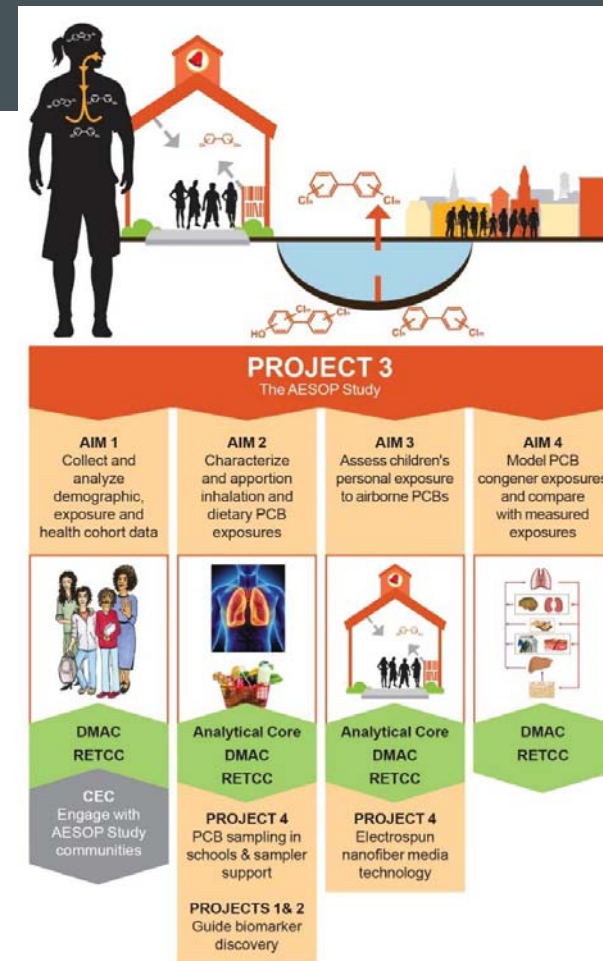 PROJECT 3
The AESOP Study
AIM 1
Collect and
analyze
demographic,
exposure and
health cohort data
AIM 2
Characterize
and apportion
inhalation and
dietary PCB
exposures
AIM 3
Assess children's
personal exposure
to airborne PCBs
AIM 4
Model PCB
congener exposures
and compare
with measured
exposures
DMAC
RETCC
Analytical Core
DMAC
RETCC
Analytical Core
DMAC
RETCC
DMAC
RETCC
CEC
Engage with
AESOP Study
communities
PROJECT 4
PCB sampling in
schools & sampler
support
PROJECTS 1& 2
Guide biomarker
discovery
PROJECT 4
Electrospun
nanofiber media
technology